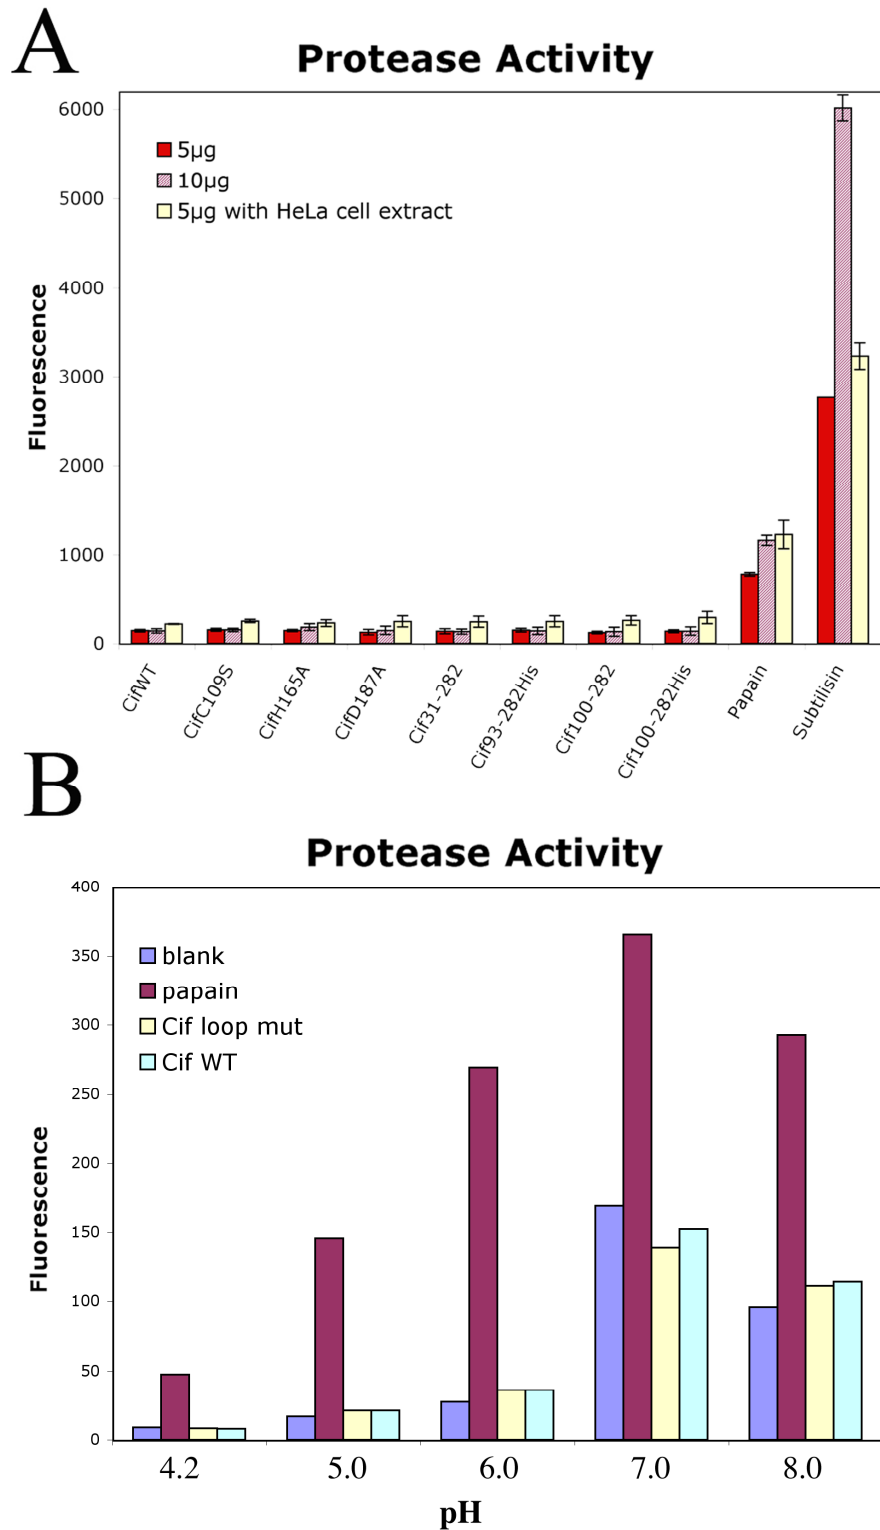 A
Protease Activity
6000
5000
4000
3000
2000
1000
0
Fluorescence
5µg
10µg
5µg with HeLa cell extract
CifWT
CifC109S
CifH165A
CifD187A
Cif31-282
Cif93-282His
Cif100-282
Cif100-282His
Papain
Subtilisin
B
Protease Activity
400
350
300
250
200
150
100
50
0
Fluorescence
blank
papain
Cif loop mut
Cif WT
4.2 5.0 6.0 7.0 8.0
pH